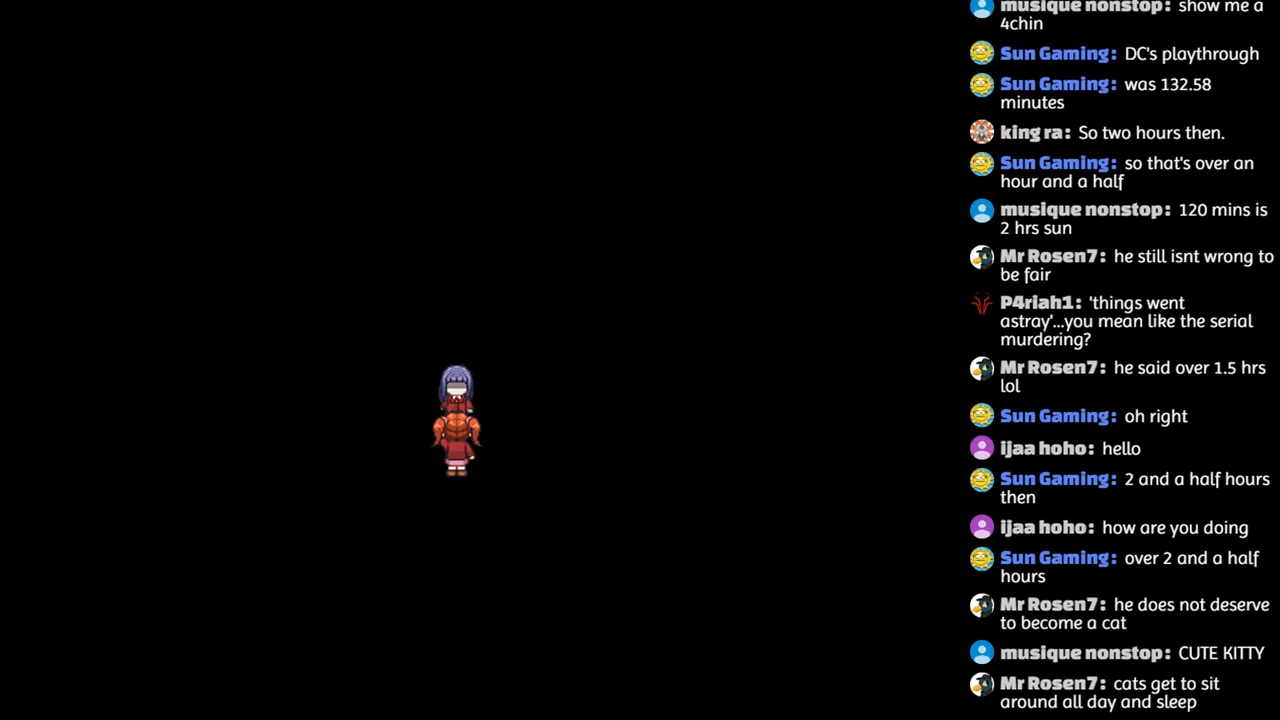 musique nonstop: show me a
4chin
Sun Gaming: DC's playthrough
Sun Gaming: was 132.58
minutes
king ra: So two hours then.
Sun Gaming: so that's over an
hour and a half
musique nonstop: 120 mins is
2 hrs sun
Mr Rosen7: he still isnt wrong to
be fair
P4riah1: 'things went
astray'...you mean like the serial
murdering?
Mr Rosen7: he said over 1.5 hrs
lol
Sun Gaming: oh right
ijaa hoho: hello
Sun Gaming: 2 and a half hours
then
ijaa hoho: how are you doing
Sun Gaming: over 2 and a half
hours
Mr Rosen7: he does not deserve
to become a cat
musique nonstop: CUTE KITTY
Mr Rosen7: cats get to sit
around all day and sleep